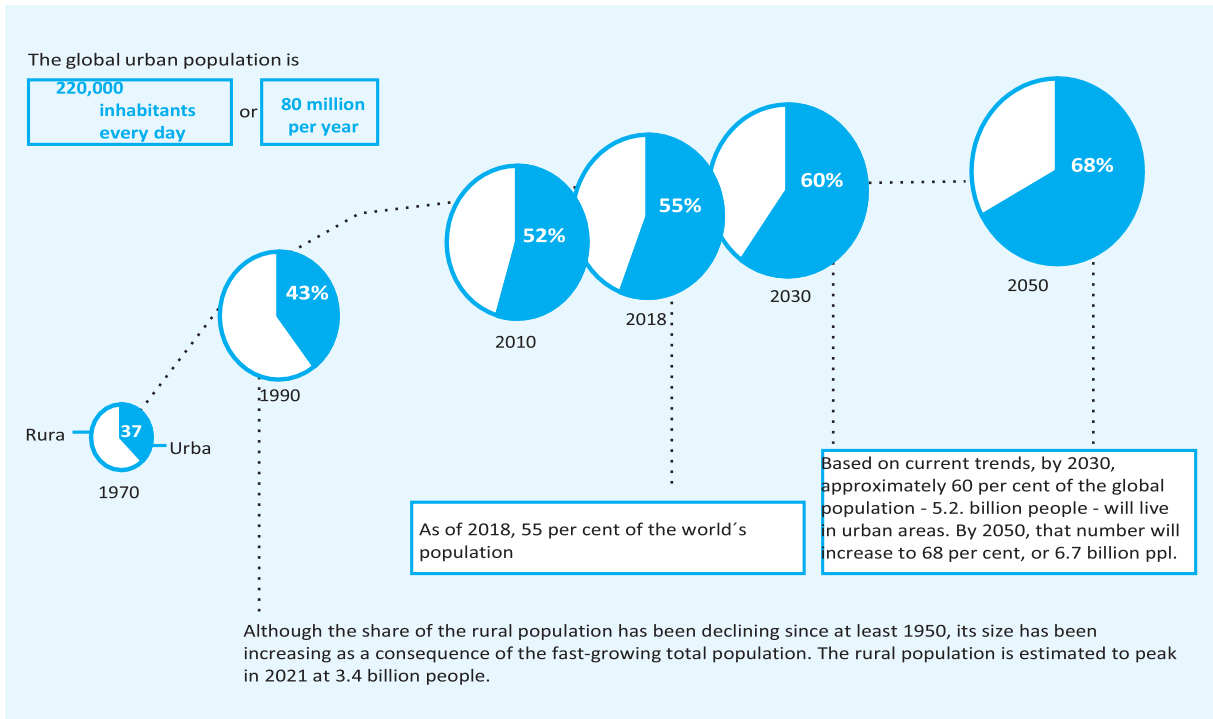 The global urban population is
220,000
inhabitants
every day
or
80 million
per year
68%
60%
55%
52%
43%
37
2050
2030
2018
2010
1990
Rura
Urba
1970
Based on current trends, by 2030,
approximately 60 per cent of the global
population - 5.2. billion people - will live
in urban areas. By 2050, that number will
increase to 68 per cent, or 6.7 billion ppl.
As of 2018, 55 per cent of the world´s
population
Although the share of the rural population has been declining since at least 1950, its size has been
increasing as a consequence of the fast-growing total population. The rural population is estimated to peak
in 2021 at 3.4 billion people.